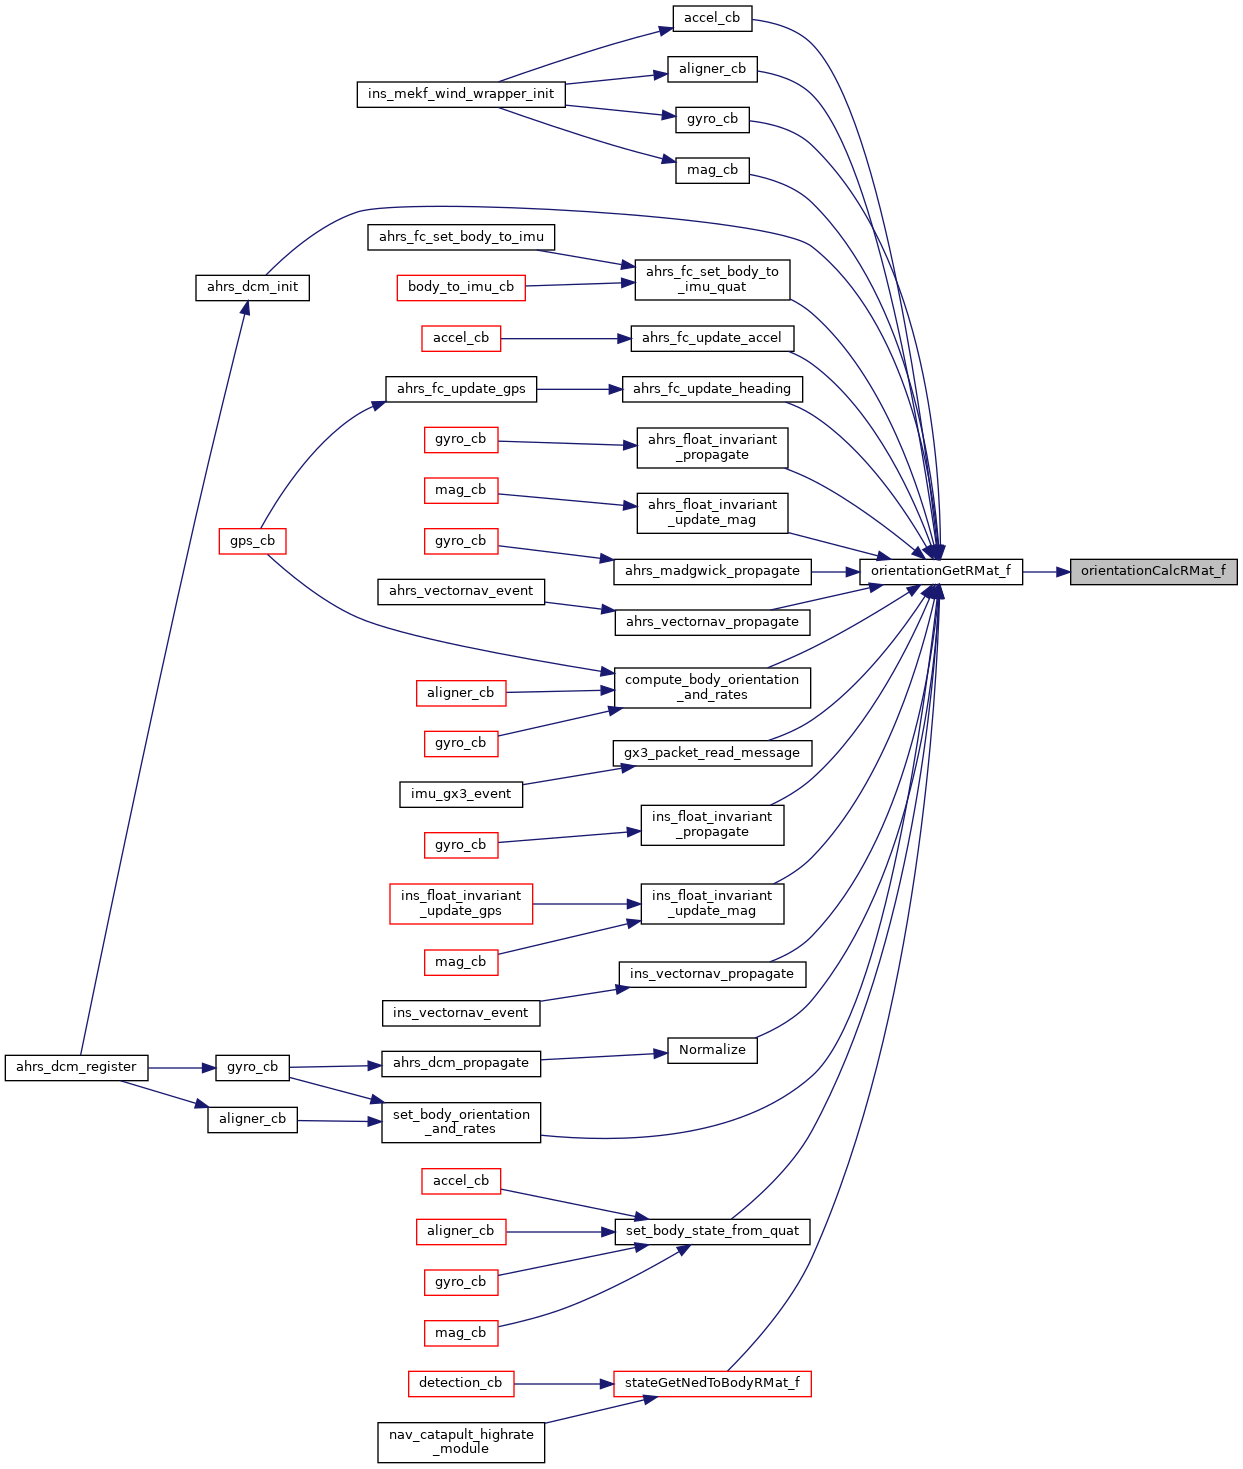 accel_cb
aligner_cb
ins_mekf_wind_wrapper_init
gyro_cb
mag_cb
ahrs_fc_set_body_to_imu
ahrs_fc_set_body_to
_imu_quat
ahrs_dcm_init
body_to_imu_cb
accel_cb
ahrs_fc_update_accel
ahrs_fc_update_gps
ahrs_fc_update_heading
gyro_cb
ahrs_float_invariant
_propagate
mag_cb
ahrs_float_invariant
_update_mag
gps_cb
gyro_cb
ahrs_madgwick_propagate
orientationGetRMat_f
orientationCalcRMat_f
ahrs_vectornav_event
ahrs_vectornav_propagate
aligner_cb
compute_body_orientation
_and_rates
gyro_cb
gx3_packet_read_message
imu_gx3_event
gyro_cb
ins_float_invariant
_propagate
ins_float_invariant
_update_gps
ins_float_invariant
_update_mag
mag_cb
ins_vectornav_propagate
ins_vectornav_event
Normalize
ahrs_dcm_register
gyro_cb
ahrs_dcm_propagate
aligner_cb
set_body_orientation
_and_rates
accel_cb
aligner_cb
set_body_state_from_quat
gyro_cb
mag_cb
detection_cb
stateGetNedToBodyRMat_f
nav_catapult_highrate
_module